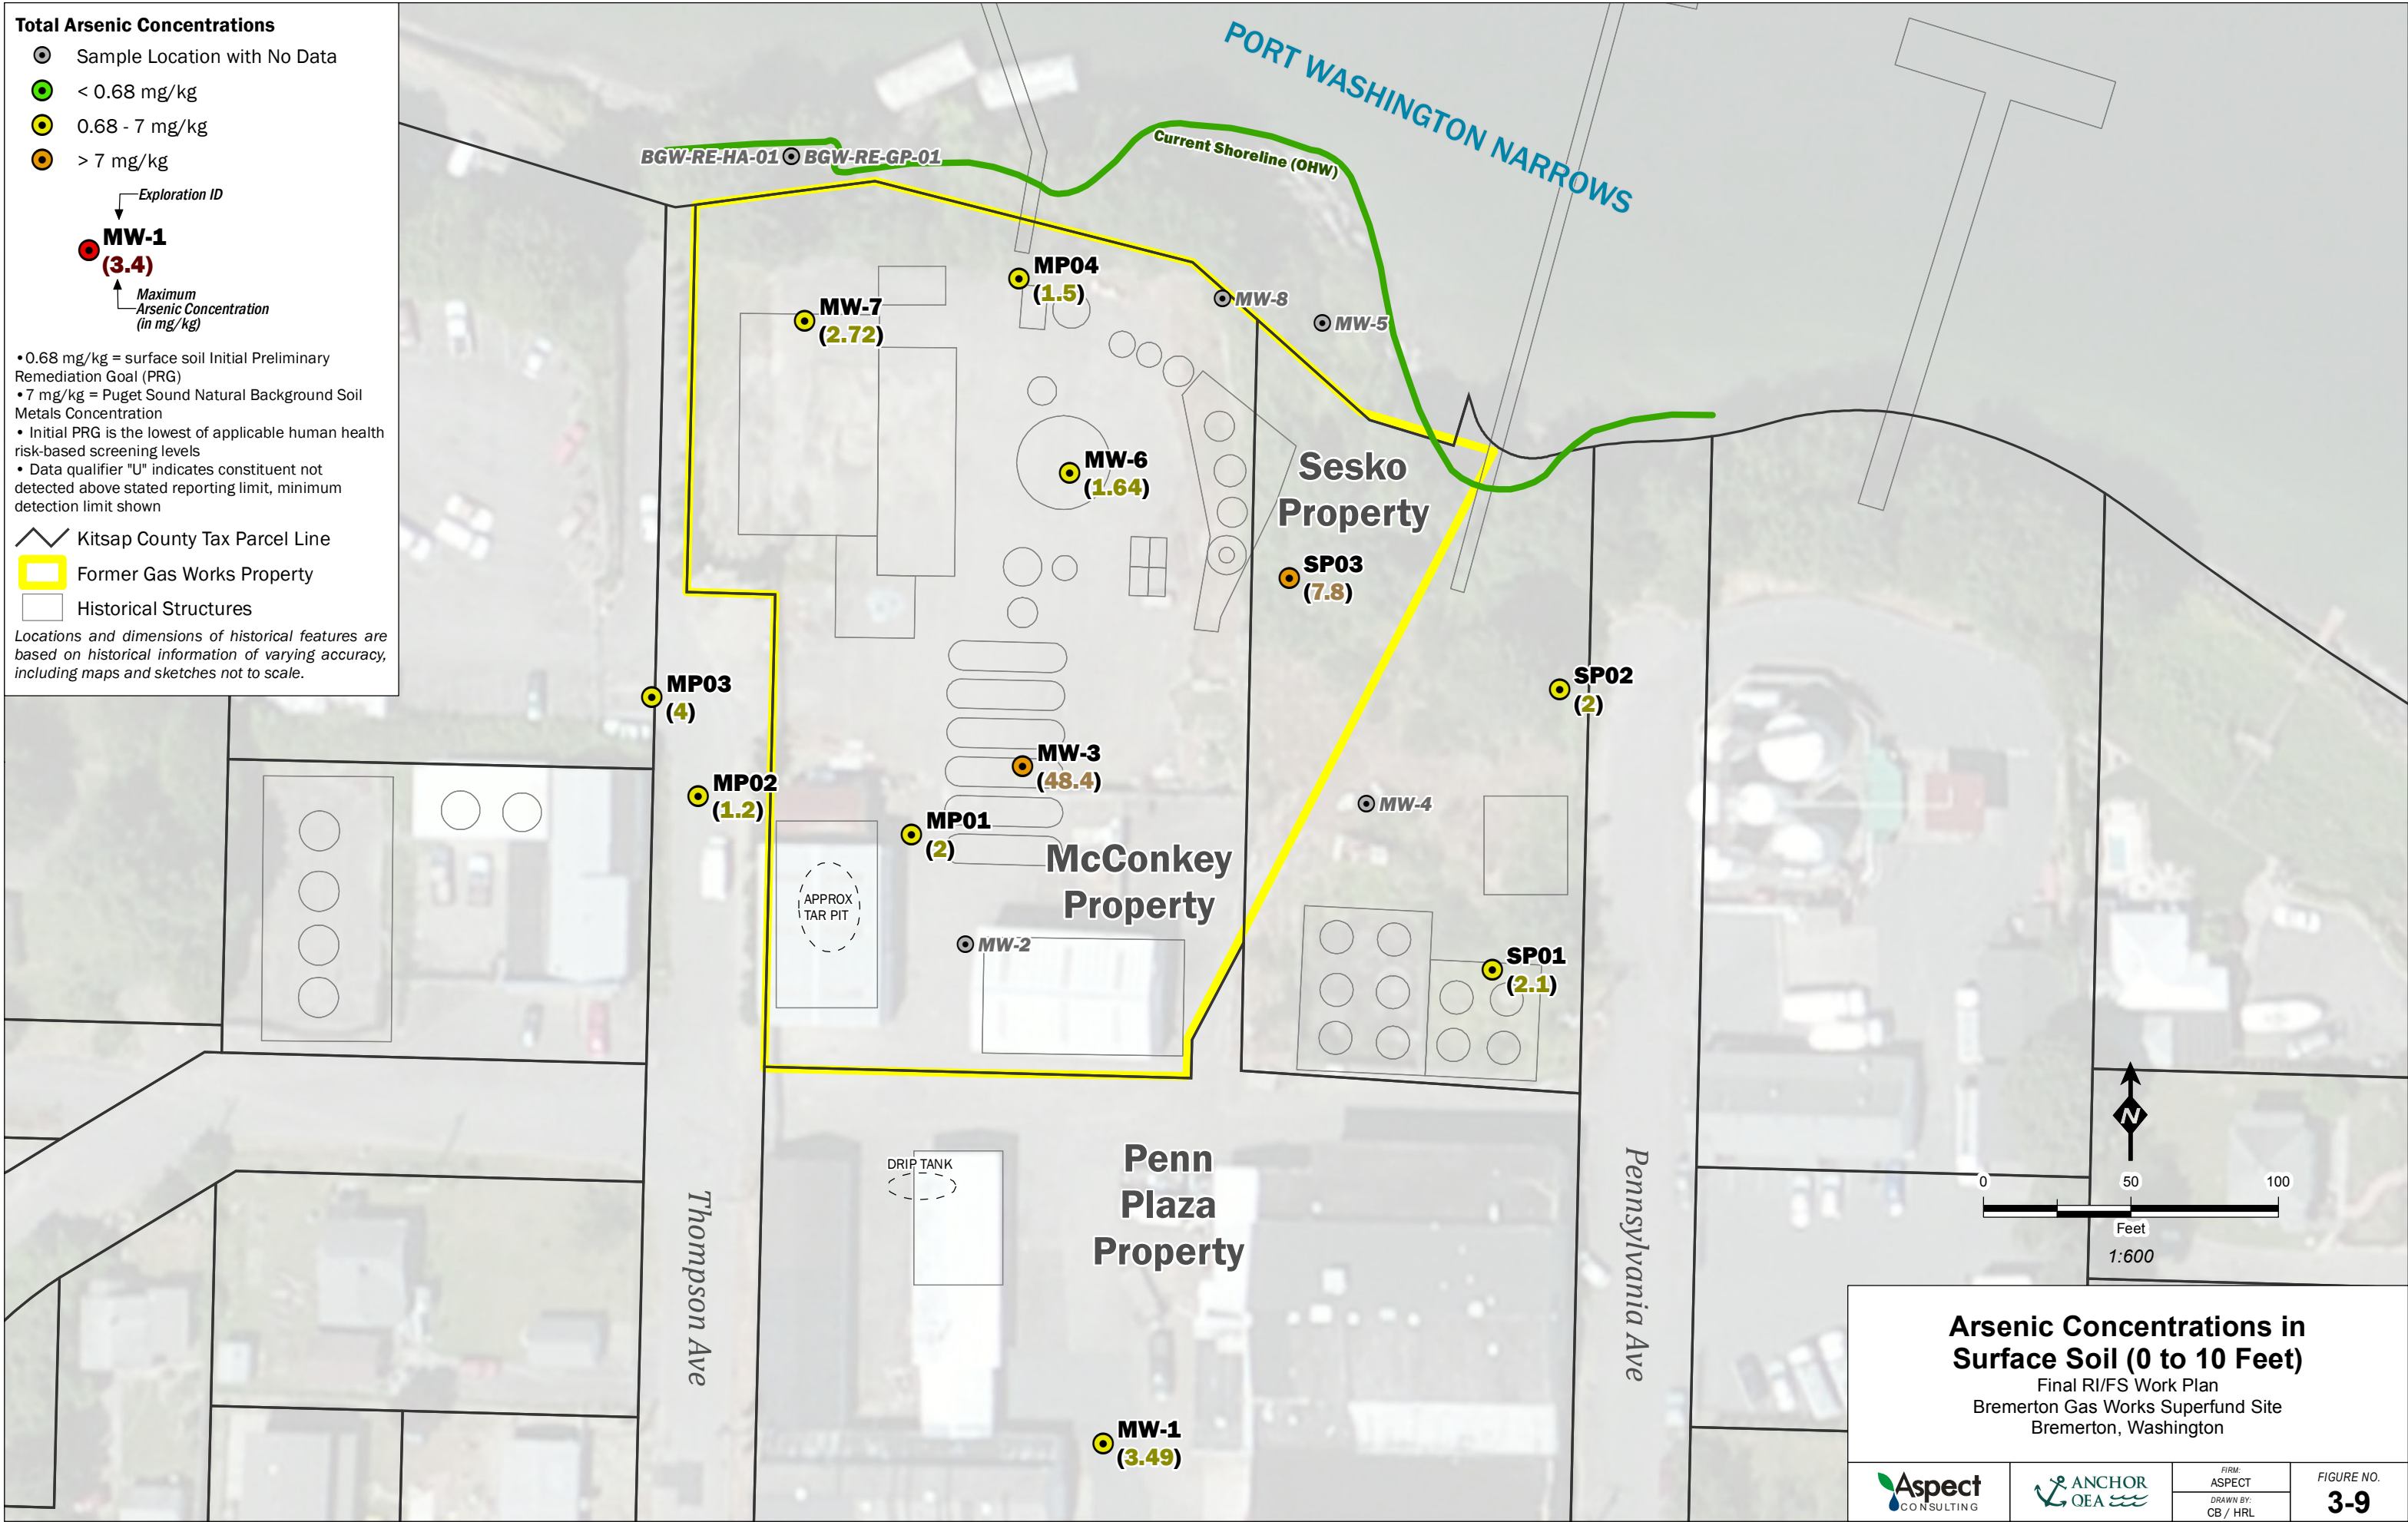 Total Arsenic Concentrations
Sample Location with No Data
< 0.68 mg/kg
0.68 - 7 mg/kg
> 7 mg/kg
Exploration ID
MW-1
(3.4)
Maximum
Arsenic Concentration
(in mg/kg)
•0.68 mg/kg = surface soil Initial Preliminary
Remediation Goal (PRG)
•7 mg/kg = Puget Sound Natural Background Soil
Metals Concentration
• Initial PRG is the lowest of applicable human health
risk-based screening levels
• Data qualifier "U" indicates constituent not
detected above stated reporting limit, minimum
detection limit shown
Kitsap County Tax Parcel Line
Former Gas Works Property
Historical Structures
Locations and dimensions of historical features are
based on historical information of varying accuracy,
including maps and sketches not to scale.
PORT WASHINGTON NARROWS
Current Shoreline (OHW)
BGW-RE-HA-01
BGW-RE-GP-01
MP04
(1.5)
MW-8
MW-7
(2.72)
MW-5
MW-6
(1.64)
Sesko
Property
SP03
(7.8)
MP03
(4)
SP02
(2)
MW-3
(48.4)
MP02
(1.2)
MW-4
MP01
(2)
McConkey
Property
APPROX
TAR PIT
MW-2
SP01
(2.1)
DRIP TANK
Penn
Plaza
Property
Thompson Ave
Pennsylvania Ave
MW-1
(3.49)
N
0 50 100
Feet
1:600
Arsenic Concentrations in
Surface Soil (0 to 10 Feet)
Final RI/FS Work Plan
Bremerton Gas Works Superfund Site
Bremerton, Washington
Aspect
CONSULTING
ANCHOR
QEA
FIRM:
ASPECT
DRAWN BY:
CB / HRL
FIGURE NO.
3-9